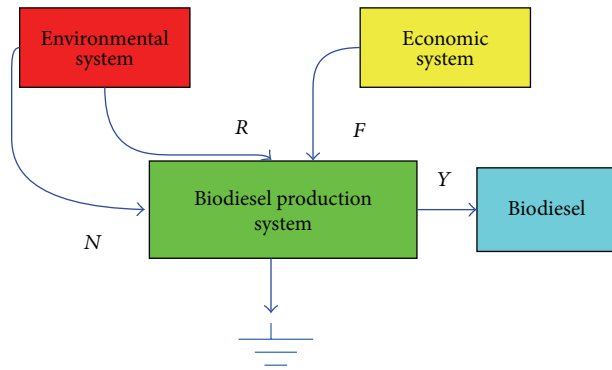 Environmental
system
Economic
system
R
F
Biodiesel production
system
Y
Biodiesel
N